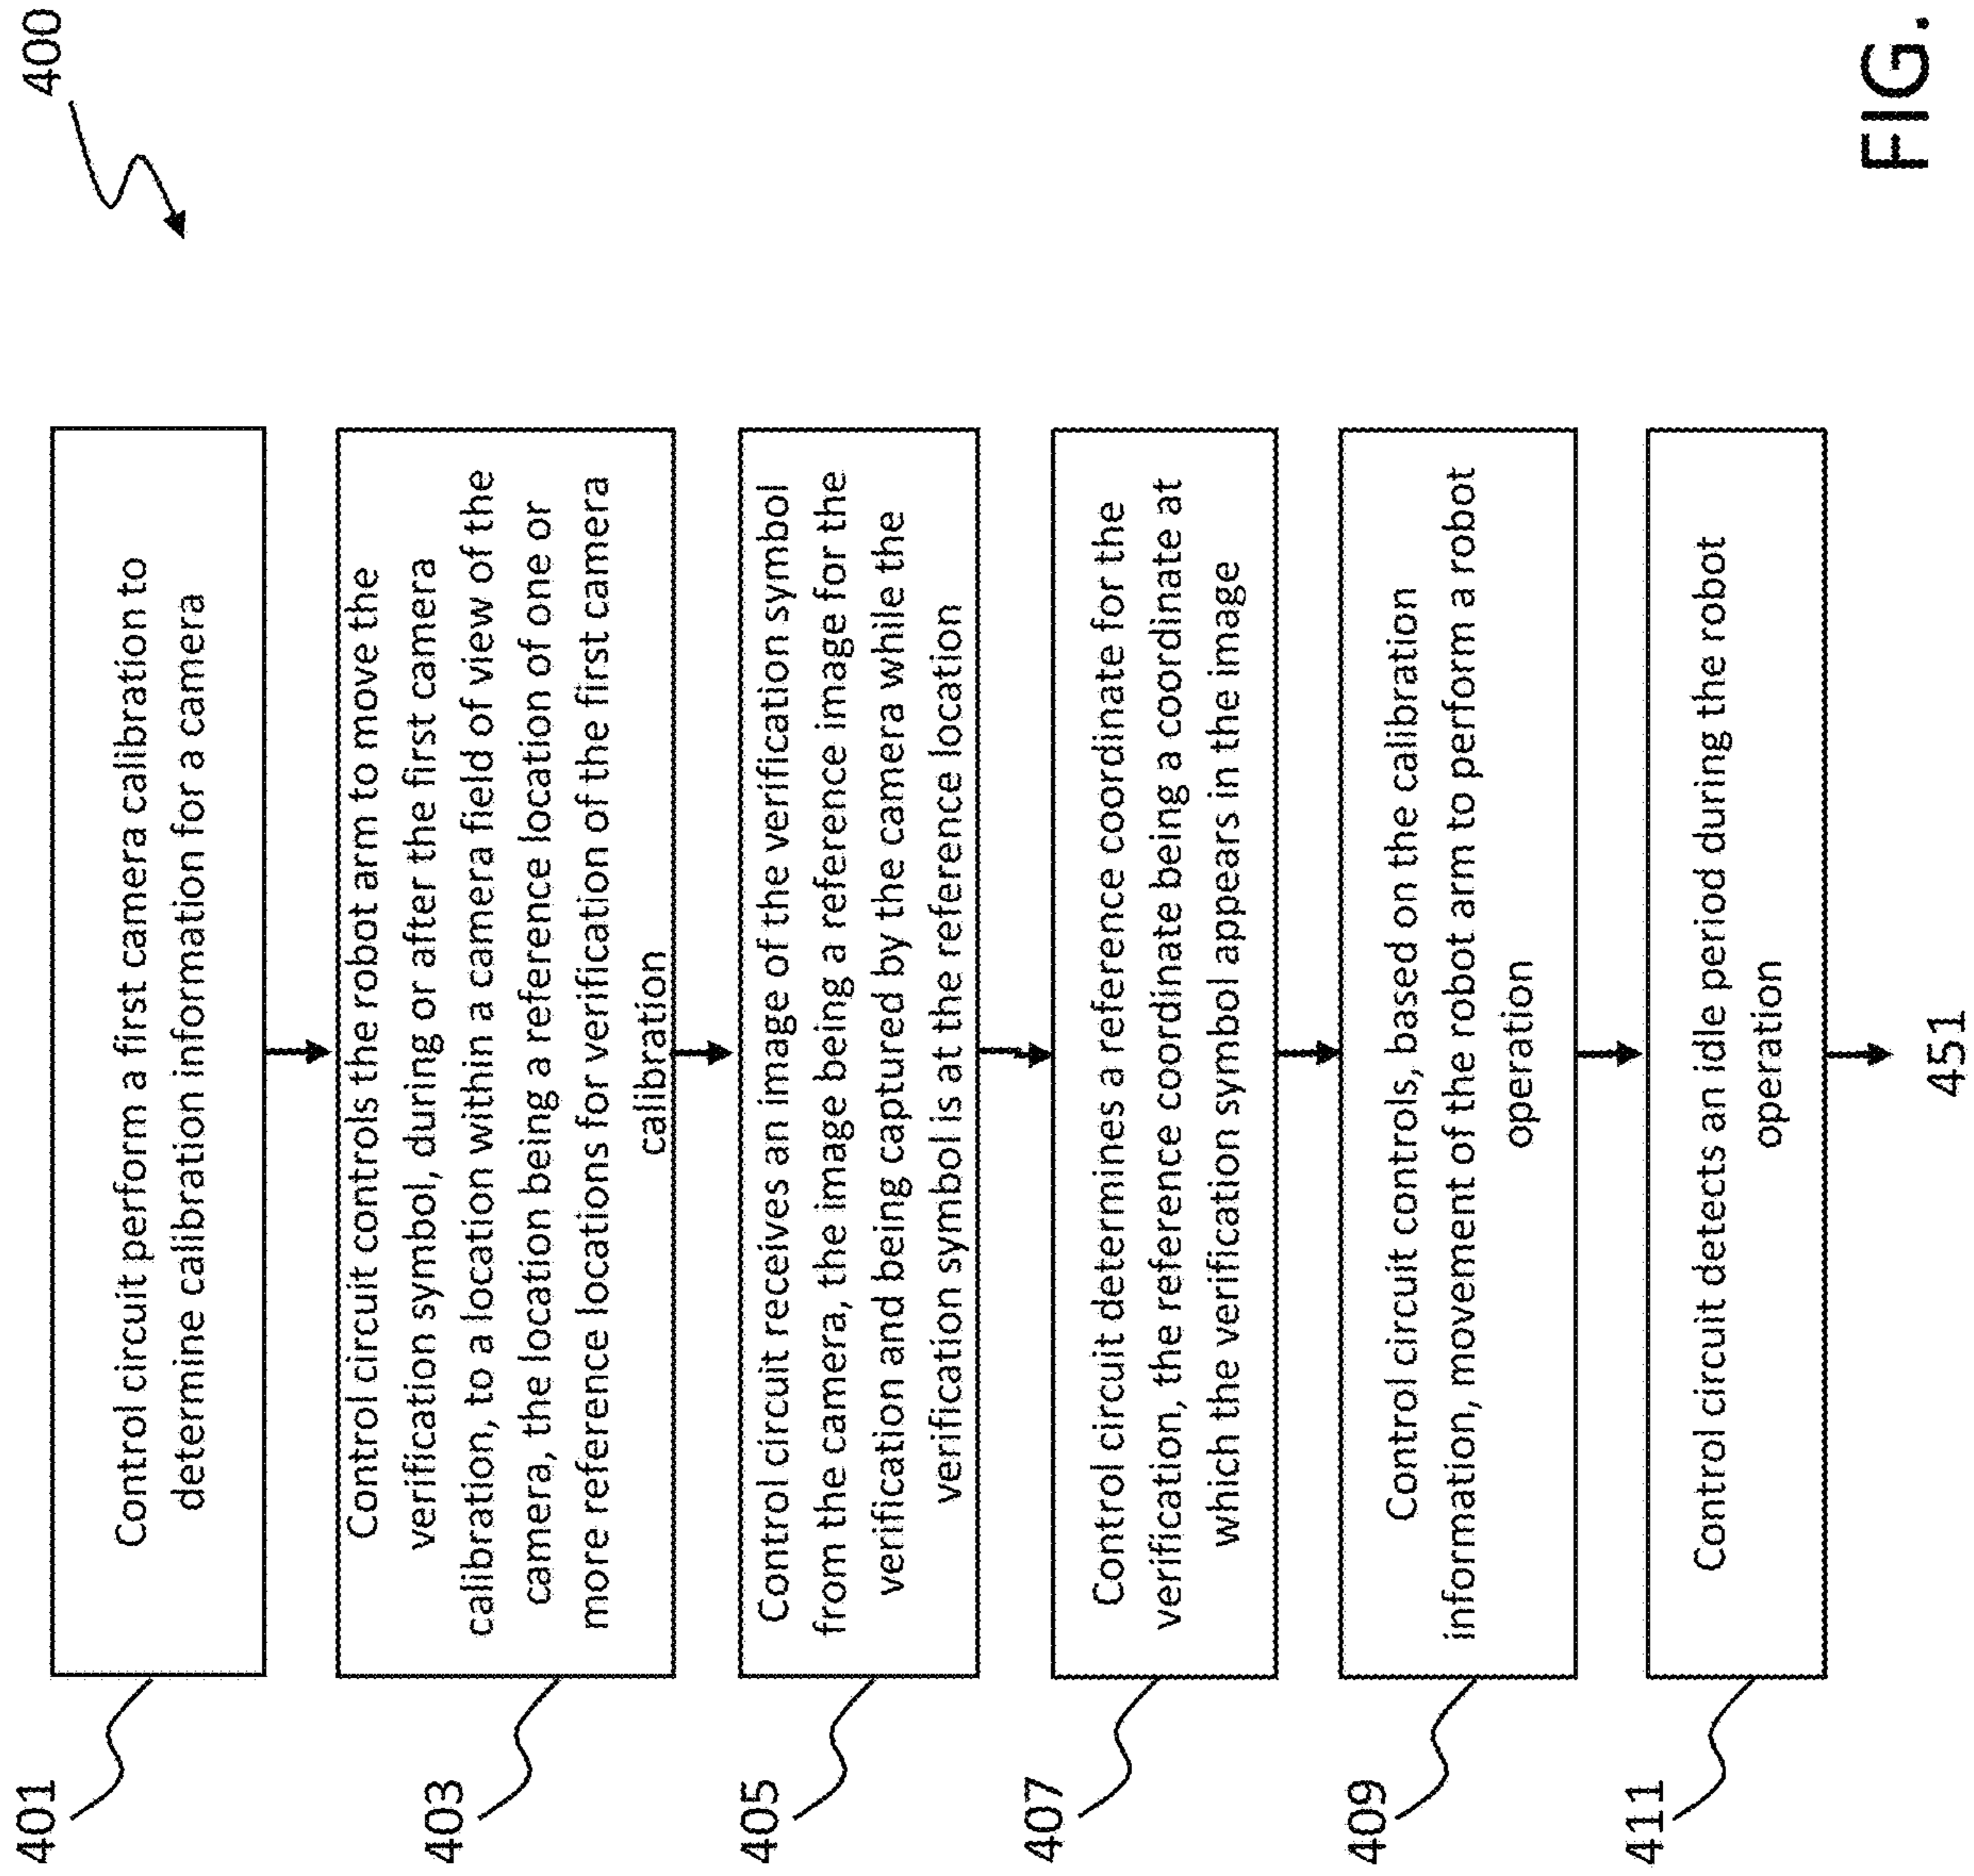 400
401
Control circuit perform a first camera calibration to
determine calibration information for a camera
403
Control circuit controls the robot arm to move the
verification symbol, during or after the first camera
calibration, to a location within a camera field of view of the
camera, the location being a reference location of one or
more reference locations for verification of the first camera
calibration
405
Control circuit receives an image of the verification symbol
from the camera, the image being a reference image for the
verification and being captured by the camera while the
verification symbol is at the reference location
407
Control circuit determines a reference coordinate for the
verification, the reference coordinate being a coordinate at
which the verification symbol appears in the image
409
Control circuit controls, based on the calibration
information, movement of the robot arm to perform a robot
operation
411
Control circuit detects an idle period during the robot
operation
451
FIG.